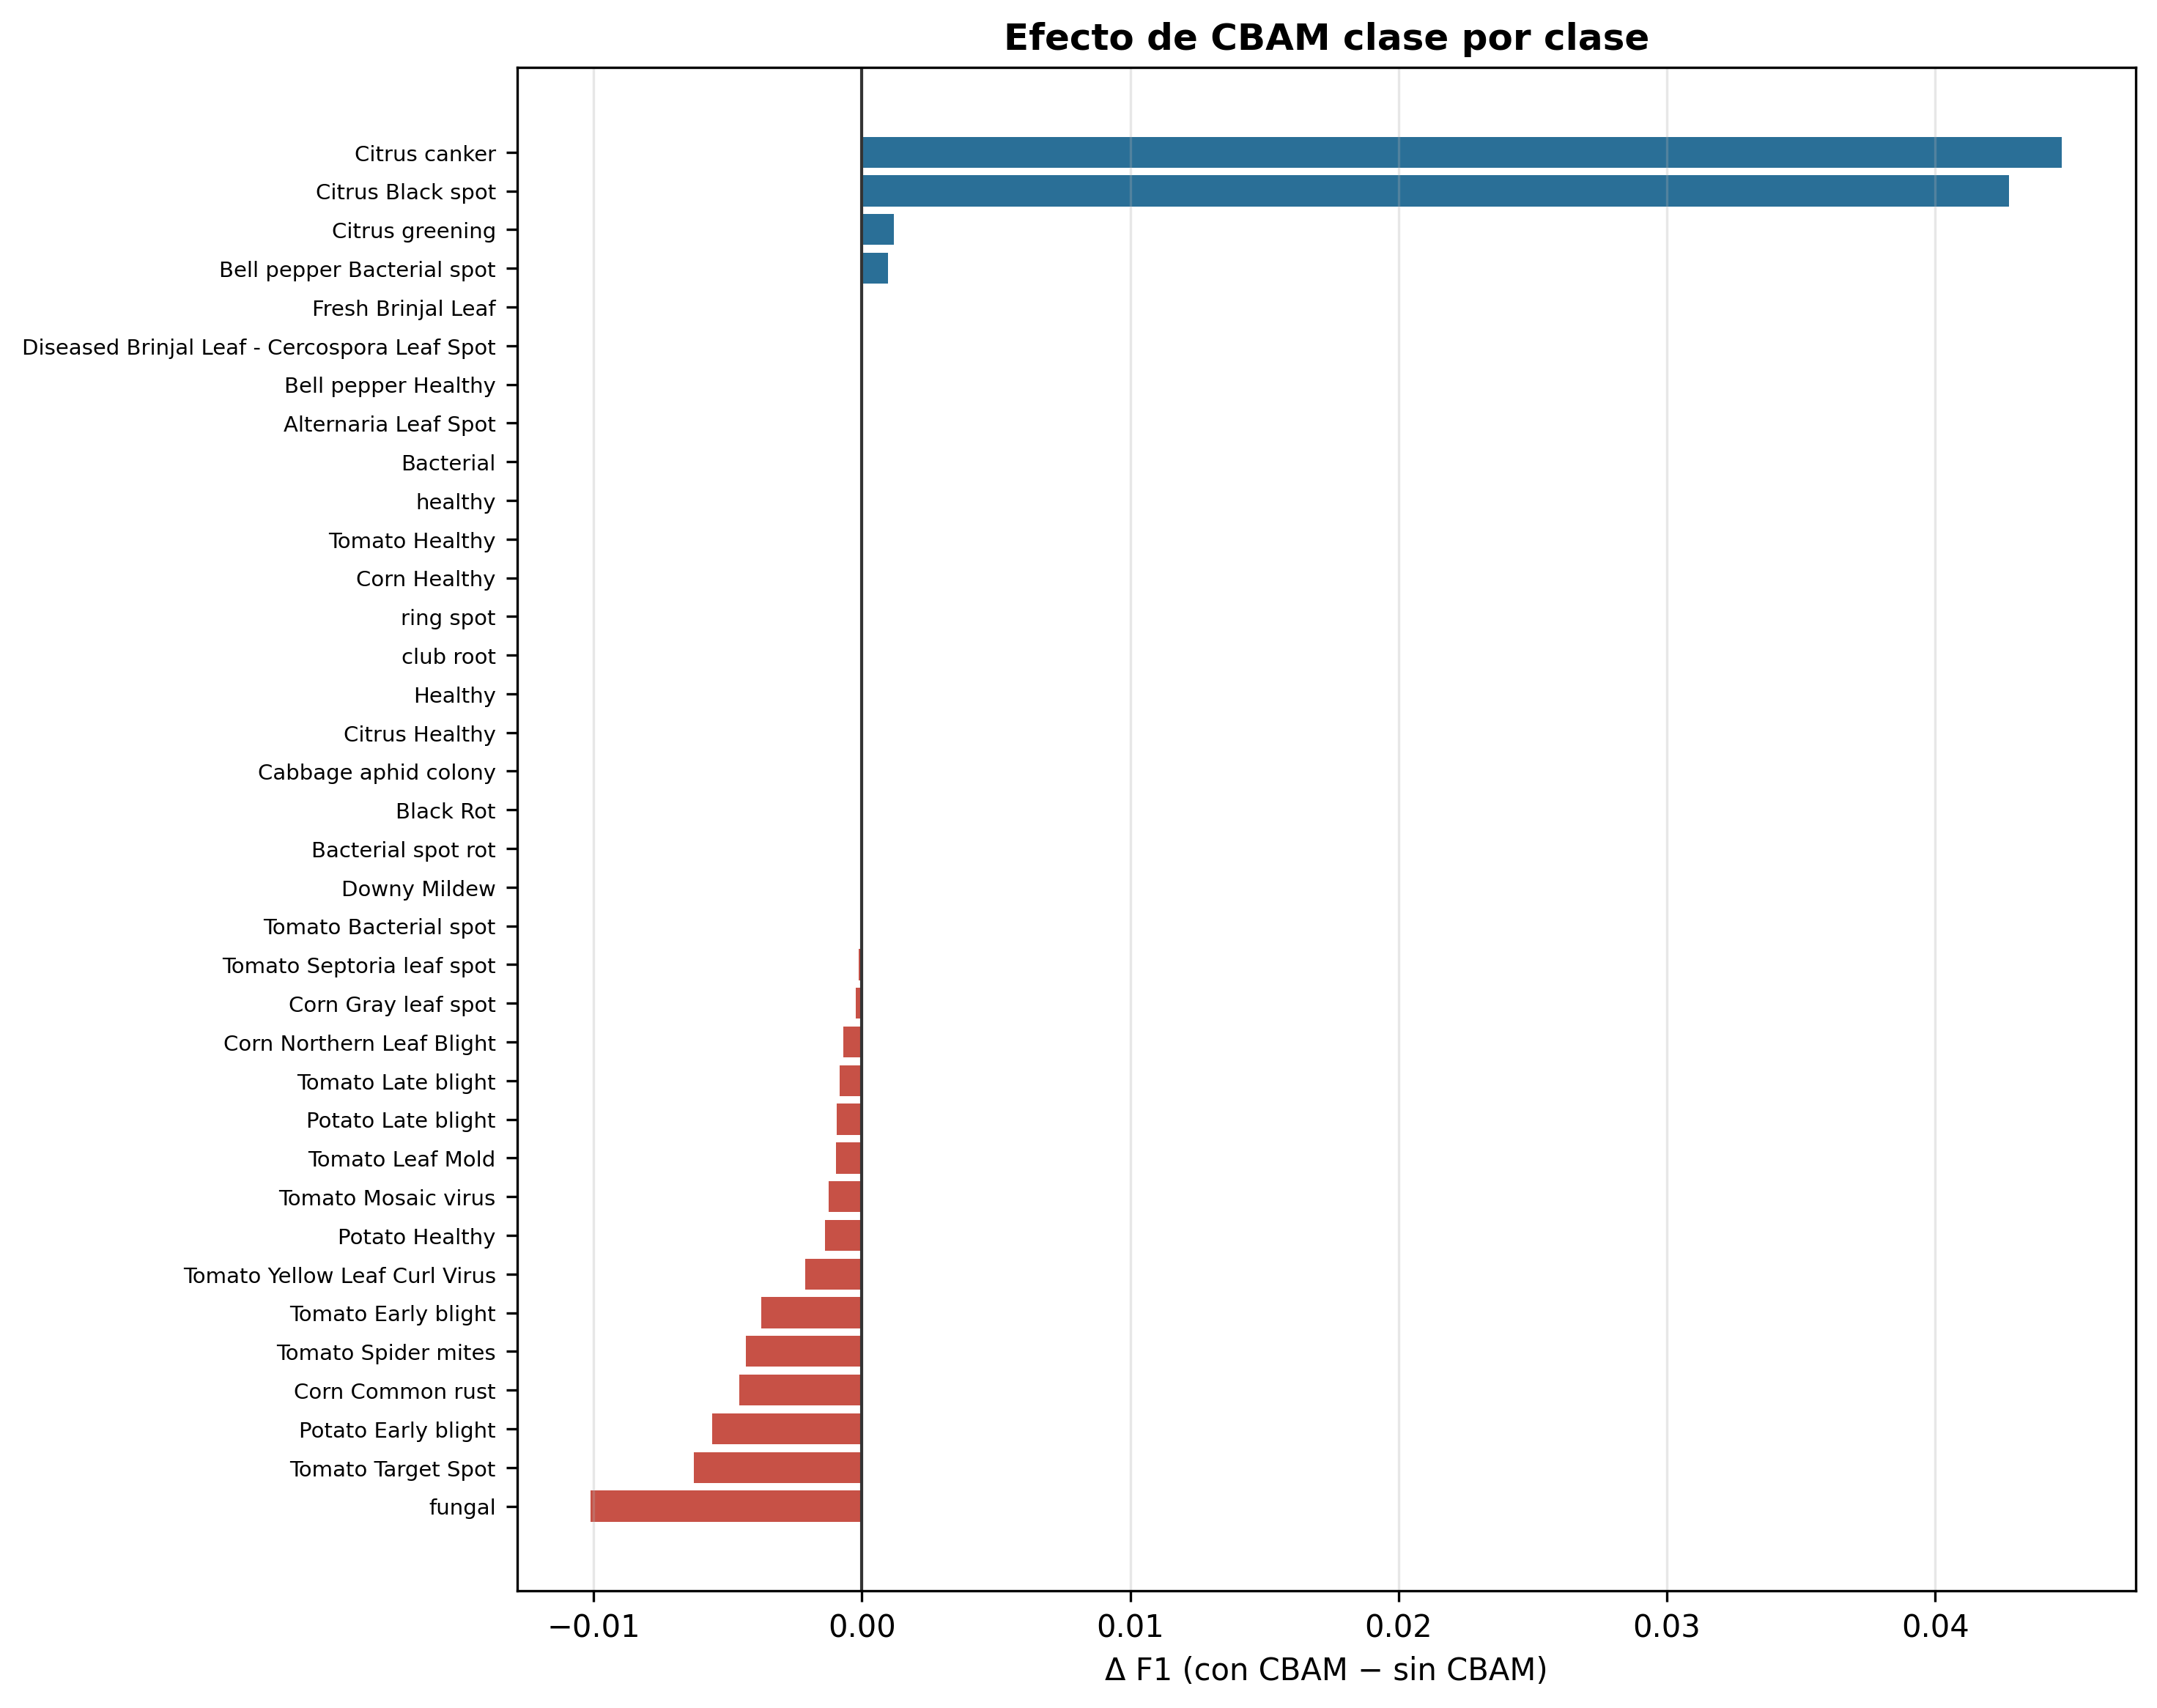 Efecto de CBAM clase por clase
Citrus canker
Citrus Black spot
Citrus greening
Bell pepper Bacterial spot
Fresh Brinjal Leaf
Diseased Brinjal Leaf - Cercospora Leaf Spot
Bell pepper Healthy
Alternaria Leaf Spot
Bacterial
healthy
Tomato Healthy
Corn Healthy
ring spot
club root
Healthy
Citrus Healthy
Cabbage aphid colony
Black Rot
Bacterial spot rot
Downy Mildew
Tomato Bacterial spot
Tomato Septoria leaf spot
Corn Gray leaf spot
Corn Northern Leaf Blight
Tomato Late blight
Potato Late blight
Tomato Leaf Mold
Tomato Mosaic virus
Potato Healthy
Tomato Yellow Leaf Curl Virus
Tomato Early blight
Tomato Spider mites
Corn Common rust
Potato Early blight
Tomato Target Spot
fungal
−0.01 0.00 0.01 0.02 0.03 0.04
Δ F1 (con CBAM − sin CBAM)